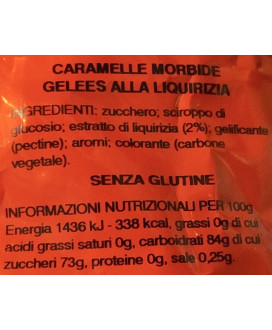 CARAMELLE MORBIDE
GELEES ALLA LIQUIRIZIA
INGREDIENTI: zucchero; sciroppo di
glucosio; estratto di liquirizia (2%); gelificante
(pectine); aromi; colorante (carbone
vegetale).
SENZA GLUTINE
INFORMAZIONI NUTRIZIONALI PER 100g
Energia 1436 kJ - 338 kcal, grassi 0g di cui
acidi grassi saturi 0g, carboidrati 84g di cui
zuccheri 73g, proteine 0g, sale 0,25g.